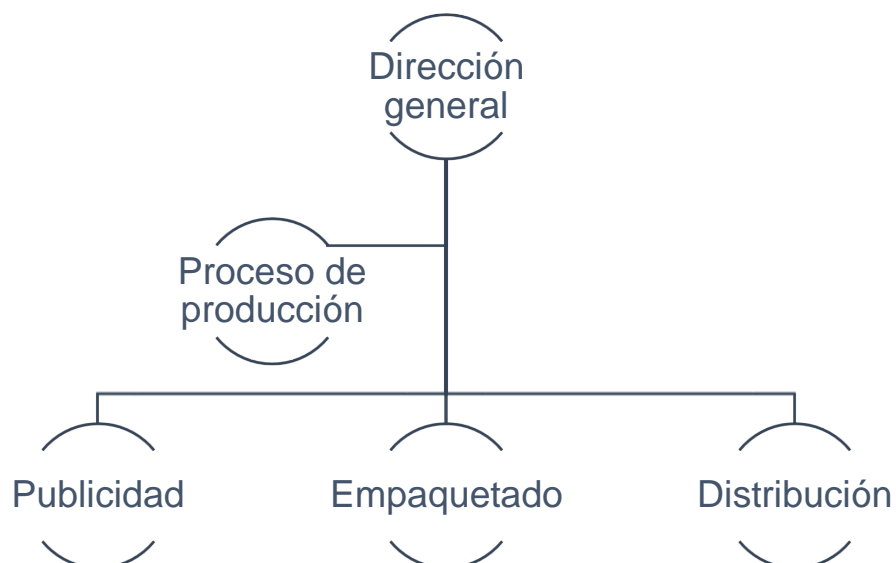 Dirección
general
Proceso de
producción
Publicidad
Empaquetado
Distribución